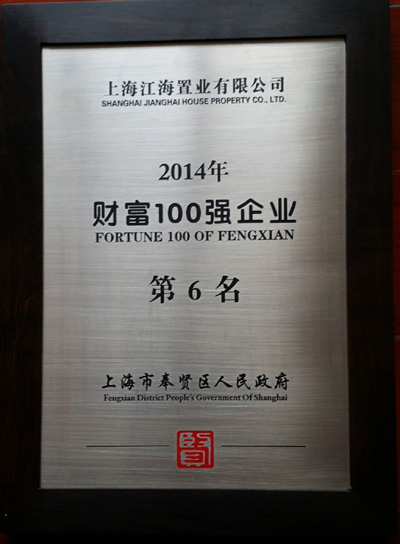 上海江海置业有限公司
SHANGHAI JIANGHAI HOUSE PROPERTY CO., LTD.
2014年
财富100强企业
FORTUNE 100 OF FENGXIAN
第 6 名
上海市奉贤区人民政府
Fengxian District People's Government Of Shanghai
賢